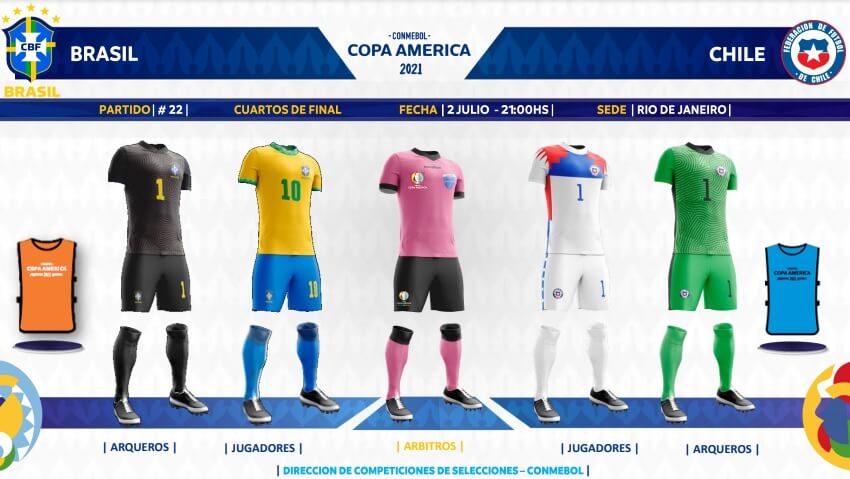 CBF
BRASIL
BRASIL
- CONMEBOL -
COPA AMERICA
2021
CHILE
FEDERACION DE FUTBOL
DE CHILE
PARTIDO| # 22 |
CUARTOS DE FINAL
FECHA | 2 JULIO - 21:00HS |
SEDE | RIO DE JANEIRO|
1
10
1
1
COPA AMERICA
COPA AMERICA
1
10
1
1
| ARQUEROS |
| JUGADORES |
| ARBITROS |
| JUGADORES |
| ARQUEROS |
| DIRECCION DE COMPETICIONES DE SELECCIONES – CONMEBOL |